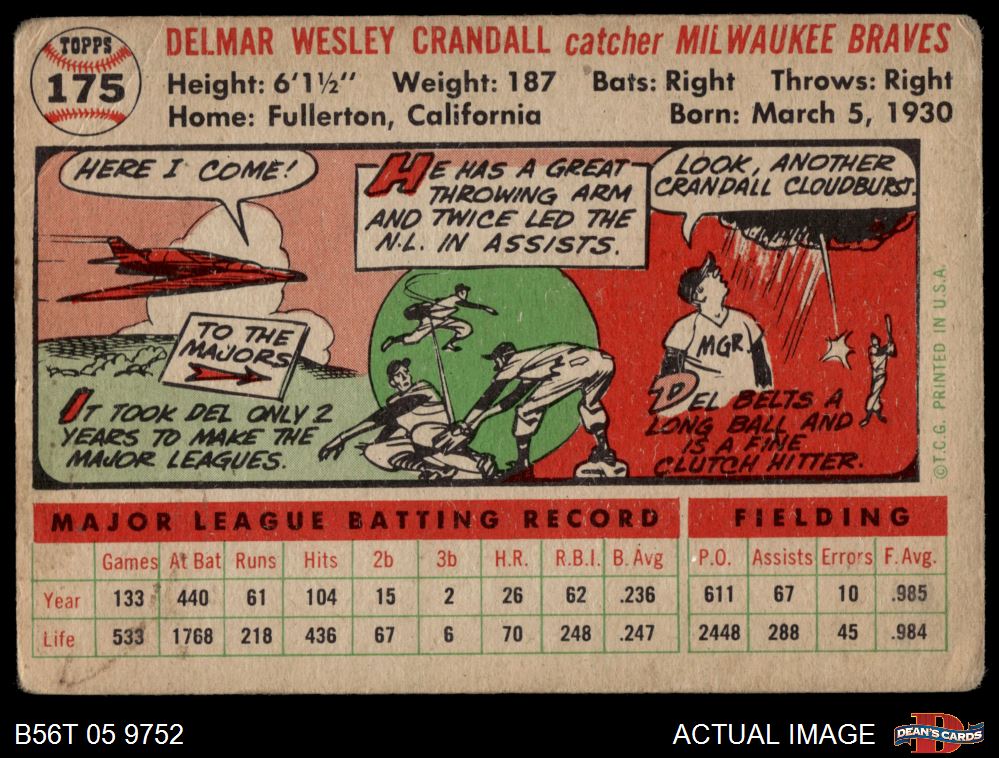 TOPPS
175
DELMAR WESLEY CRANDALL catcher MILWAUKEE BRAVES
Height: 6'1½" Weight: 187 Bats: Right Throws: Right
Home: Fullerton, California Born: March 5, 1930
HERE I COME!
TO THE
MAJORS
IT TOOK DEL ONLY 2
YEARS TO MAKE THE
MAJOR LEAGUES.
HE HAS A GREAT
THROWING ARM
AND TWICE LED THE
N.L. IN ASSISTS.
LOOK, ANOTHER
CRANDALL CLOUDBURST.
MGR.
DEL BELTS A
LONG BALL AND
IS A FINE
CLUTCH HITTER.
©T.C.G. PRINTED IN U.S.A.
MAJOR LEAGUE BATTING RECORD FIELDING
Games At Bat Runs Hits 2b 3b H.R. R.B.I. B. Avg P.O. Assists Errors F. Avg.
Year 133 440 61 104 15 2 26 62 .236 611 67 10 .985
Life 533 1768 218 436 67 6 70 248 .247 2448 288 45 .984
B56T 05 9752 ACTUAL IMAGE DEAN'S CARDS